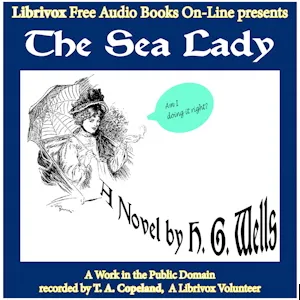 Librivox Free Audio Books On-Line presents
The Sea Lady
Am I
doing it right?
A Novel by H. G. Wells
A Work in the Public Domain
recorded by T. A. Copeland, A Librivox Volunteer